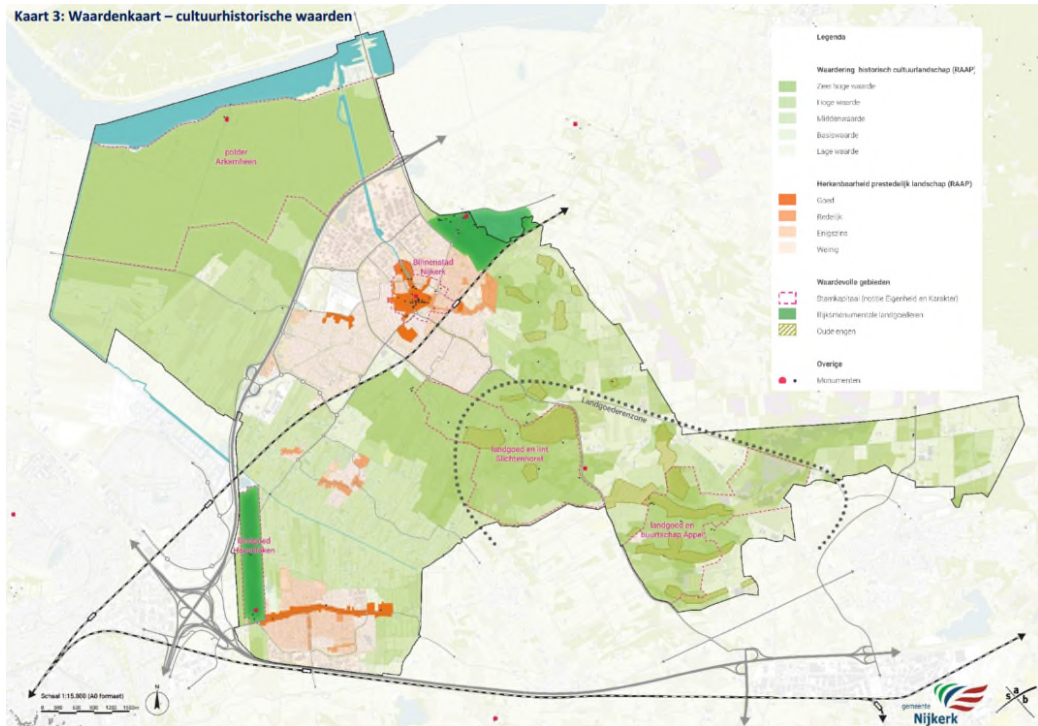 Kaart 3: Waardenkaart – cultuurhistorische waarden
Legenda
Waardering historisch cultuurlandschap (RAAP)
Zeer hoge waarde
Hoge waarde
Middenwaarde
Basiswaarde
Lage waarde
Herkenbaarheid prestedelijk landschap (RAAP)
Goed
Redelijk
Enigszins
Weinig
Waardevolle gebieden
Stamkapitaal (notitie Eigenheid en Karakter)
Rijksmonumentale landgoederen
Oude engen
Overige
Monumenten
polder
Arkemheen
Binnenstad
Nijkerk
Landgoederenzone
landgoed en lint
Slichtenhorst
landgoed en
buurtschap Appel
landgoed
Hoevelaken
Schaal 1:15.000 (A0 formaat)
N
gemeente
Nijkerk
s a b